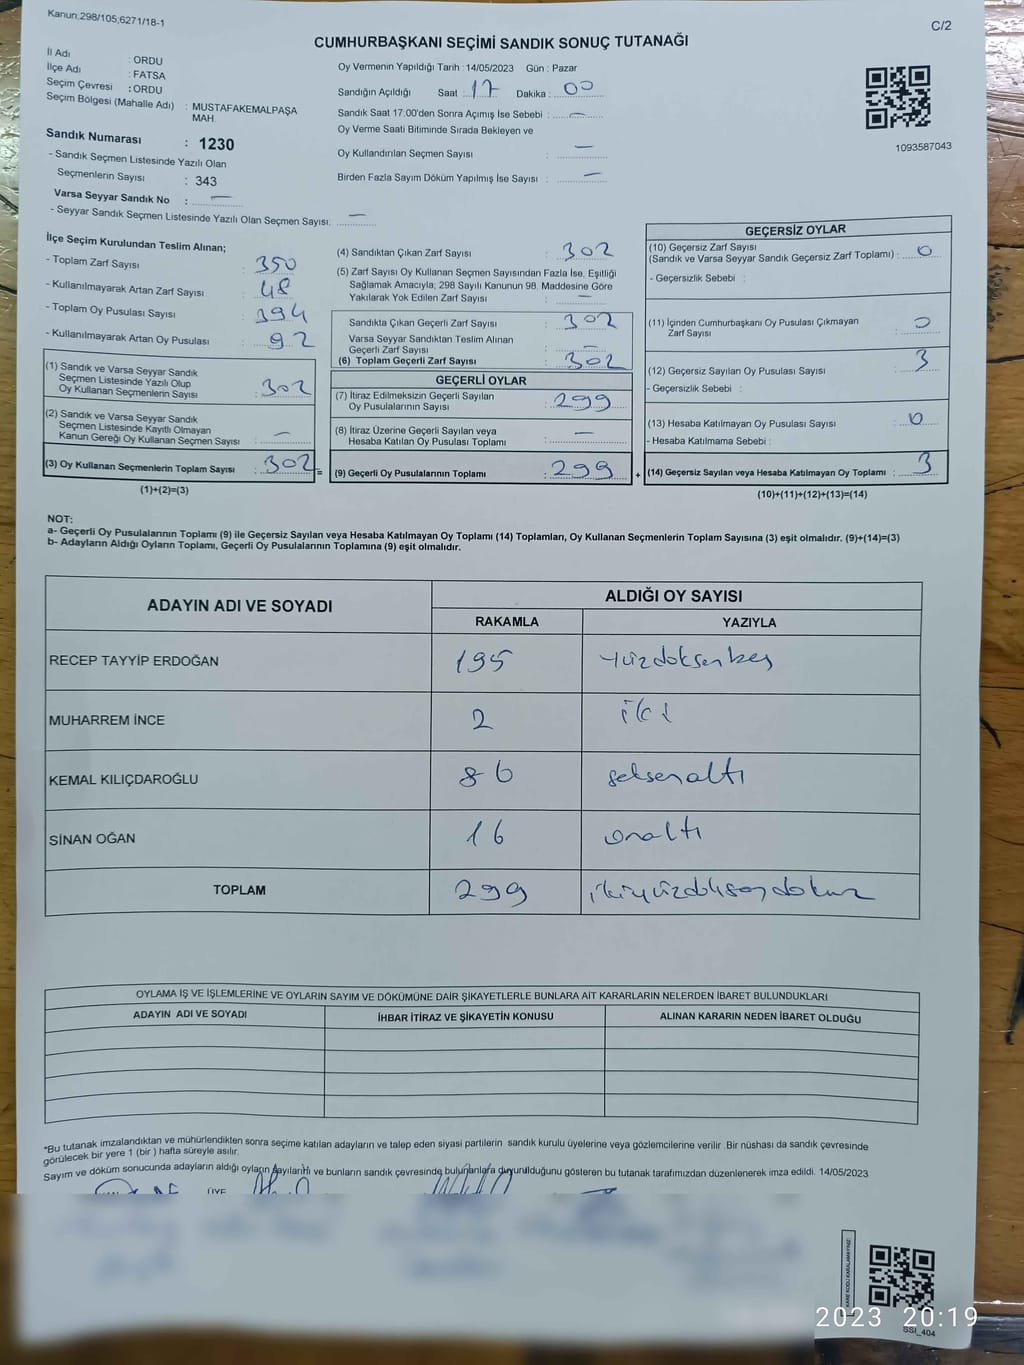 Kanun;298/105,6271/18-1
C/2
CUMHURBAŞKANI SEÇİMİ SANDIK SONUÇ TUTANAĞI
İl Adı : ORDU
İlçe Adı : FATSA
Seçim Çevresi : ORDU
Seçim Bölgesi (Mahalle Adı) : MUSTAFAKEMALPAŞA
MAH.
Sandık Numarası : 1230
- Sandık Seçmen Listesinde Yazılı Olan
Seçmenlerin Sayısı : 343
Varsa Seyyar Sandık No : —
- Seyyar Sandık Seçmen Listesinde Yazılı Olan Seçmen Sayısı: —
Oy Vermenin Yapıldığı Tarih : 14/05/2023 Gün : Pazar
Sandığın Açıldığı Saat : 17 Dakika : 00
Sandık Saat 17:00'den Sonra Açımış İse Sebebi : —
Oy Verme Saati Bitiminde Sırada Bekleyen ve
Oy Kullandırılan Seçmen Sayısı : —
Birden Fazla Sayım Döküm Yapılmış İse Sayısı : —
1093587043
İlçe Seçim Kurulundan Teslim Alınan;
- Toplam Zarf Sayısı : 350
- Kullanılmayarak Artan Zarf Sayısı : 48
- Toplam Oy Pusulası Sayısı : 394
- Kullanılmayarak Artan Oy Pusulası : 92
(1) Sandık ve Varsa Seyyar Sandık
Seçmen Listesinde Yazılı Olup
Oy Kullanan Seçmenlerin Sayısı : 302
(2) Sandık ve Varsa Seyyar Sandık
Seçmen Listesinde Kayıtlı Olmayan
Kanun Gereği Oy Kullanan Seçmen Sayısı : —
(3) Oy Kullanan Seçmenlerin Toplam Sayısı : 302 =
(1)+(2)=(3)
(4) Sandıktan Çıkan Zarf Sayısı : 302
(5) Zarf Sayısı Oy Kullanan Seçmen Sayısından Fazla İse, Eşitliği
Sağlamak Amacıyla; 298 Sayılı Kanunun 98. Maddesine Göre
Yakılarak Yok Edilen Zarf Sayısı : —
Sandıkta Çıkan Geçerli Zarf Sayısı : 302
Varsa Seyyar Sandıktan Teslim Alınan
Geçerli Zarf Sayısı : —
(6) Toplam Geçerli Zarf Sayısı : 302
GEÇERLİ OYLAR
(7) İtiraz Edilmeksizin Geçerli Sayılan
Oy Pusulalarının Sayısı : 299
(8) İtiraz Üzerine Geçerli Sayılan veya
Hesaba Katılan Oy Pusulası Toplamı : —
(9) Geçerli Oy Pusulalarının Toplamı : 299 +
GEÇERSİZ OYLAR
(10) Geçersiz Zarf Sayısı
(Sandık ve Varsa Seyyar Sandık Geçersiz Zarf Toplamı) : 0
- Geçersizlik Sebebi :
(11) İçinden Cumhurbaşkanı Oy Pusulası Çıkmayan
Zarf Sayısı : 0
(12) Geçersiz Sayılan Oy Pusulası Sayısı : 3
- Geçersizlik Sebebi :
(13) Hesaba Katılmayan Oy Pusulası Sayısı : 0
- Hesaba Katılmama Sebebi :
(14) Geçersiz Sayılan veya Hesaba Katılmayan Oy Toplamı : 3
(10)+(11)+(12)+(13)=(14)
NOT:
a- Geçerli Oy Pusulalarının Toplamı (9) ile Geçersiz Sayılan veya Hesaba Katılmayan Oy Toplamı (14) Toplamları, Oy Kullanan Seçmenlerin Toplam Sayısına (3) eşit olmalıdır. (9)+(14)=(3)
b- Adayların Aldığı Oyların Toplamı, Geçerli Oy Pusulalarının Toplamına (9) eşit olmalıdır.
ADAYIN ADI VE SOYADI
ALDIĞI OY SAYISI
RAKAMLA YAZIYLA
RECEP TAYYİP ERDOĞAN 195 yüzdoksanbeş
MUHARREM İNCE 2 iki
KEMAL KILIÇDAROĞLU 86 seksenaltı
SİNAN OĞAN 16 onaltı
TOPLAM 299 ikiyüzdoksandokuz
OYLAMA İŞ VE İŞLEMLERİNE VE OYLARIN SAYIM VE DÖKÜMÜNE DAİR ŞİKAYETLERLE BUNLARA AİT KARARLARIN NELERDEN İBARET BULUNDUKLARI
ADAYIN ADI VE SOYADI İHBAR İTİRAZ VE ŞİKAYETİN KONUSU ALINAN KARARIN NEDEN İBARET OLDUĞU
*Bu tutanak imzalandıktan ve mühürlendikten sonra seçime katılan adayların ve talep eden siyasi partilerin sandık kurulu üyelerine veya gözlemcilerine verilir. Bir nüshası da sandık çevresinde
görülecek bir yere 1 (bir ) hafta süreyle asılır.
Sayım ve döküm sonucunda adayların aldığı oyların sayılarını ve bunların sandık çevresinde bulunanlara duyurulduğunu gösteren bu tutanak tarafımızdan düzenlenerek imza edildi. 14/05/2023
ÜYE
2023 20:19
SSI_404